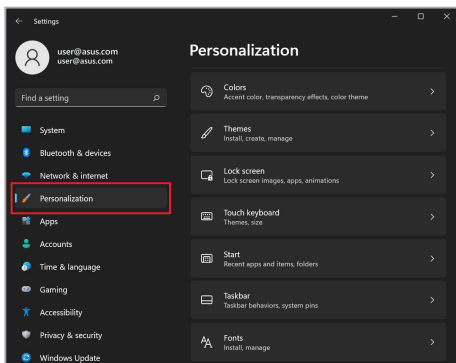 Settings
user@asus.com
user@asus.com
Find a setting
System
Bluetooth & devices
Network & internet
Personalization
Apps
Accounts
Time & language
Gaming
Accessibility
Privacy & security
Windows Update
Personalization
Colors
Accent color, transparency effects, color theme
Themes
Install, create, manage
Lock screen
Lock screen images, apps, animations
Touch keyboard
Themes, size
Start
Recent apps and items, folders
Taskbar
Taskbar behaviors, system pins
Fonts
Install, manage